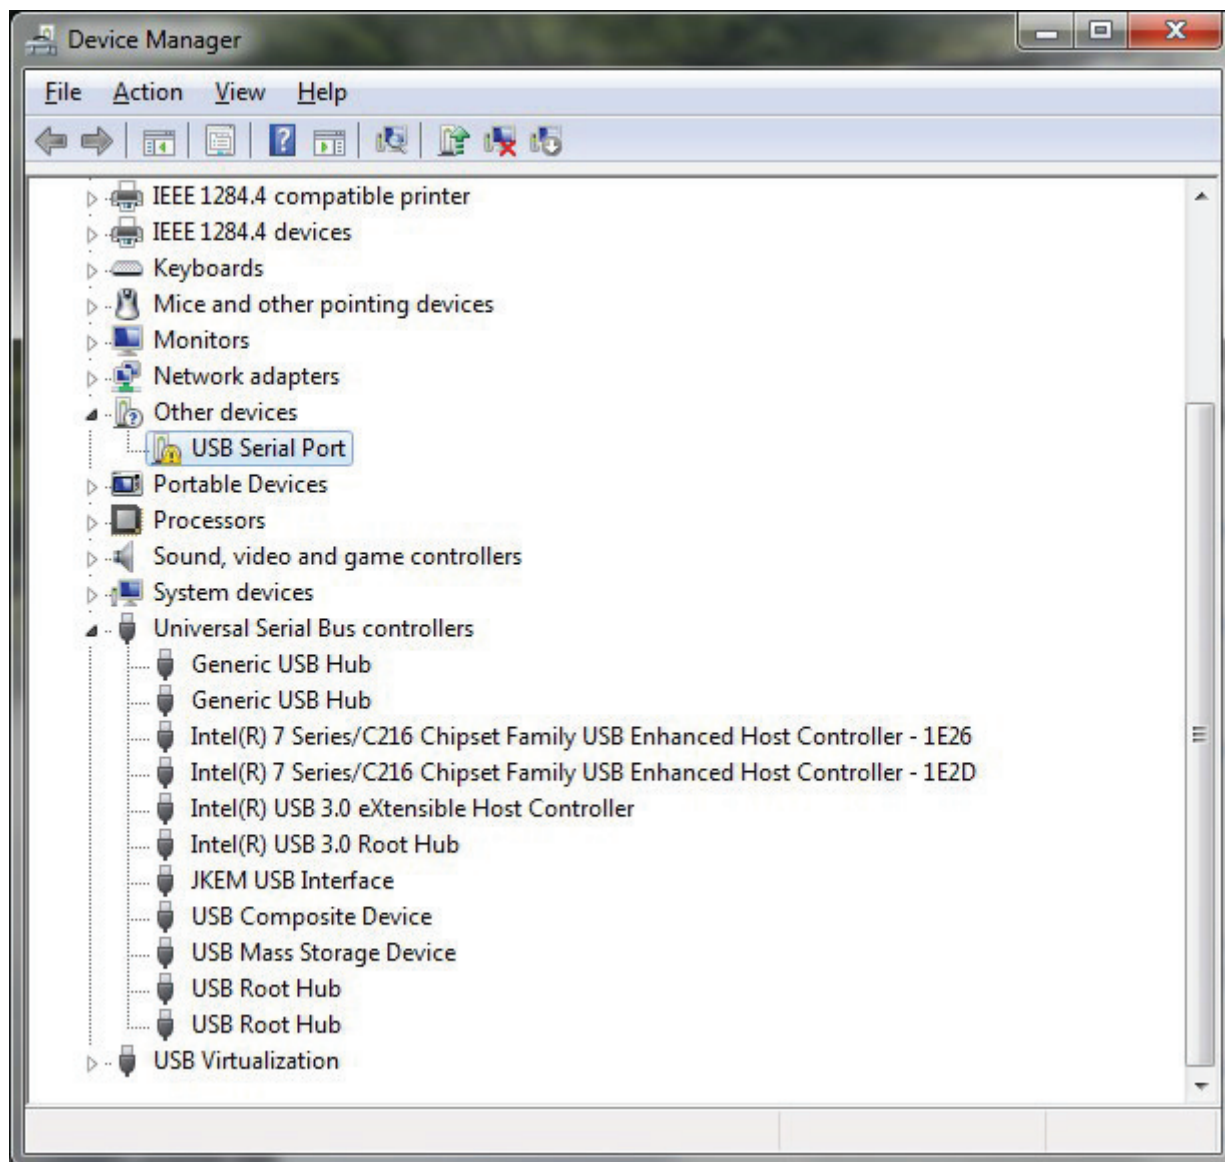 Device Manager
File Action View Help
IEEE 1284.4 compatible printer
IEEE 1284.4 devices
Keyboards
Mice and other pointing devices
Monitors
Network adapters
Other devices
USB Serial Port
Portable Devices
Processors
Sound, video and game controllers
System devices
Universal Serial Bus controllers
Generic USB Hub
Generic USB Hub
Intel(R) 7 Series/C216 Chipset Family USB Enhanced Host Controller - 1E26
Intel(R) 7 Series/C216 Chipset Family USB Enhanced Host Controller - 1E2D
Intel(R) USB 3.0 eXtensible Host Controller
Intel(R) USB 3.0 Root Hub
JKEM USB Interface
USB Composite Device
USB Mass Storage Device
USB Root Hub
USB Root Hub
USB Virtualization